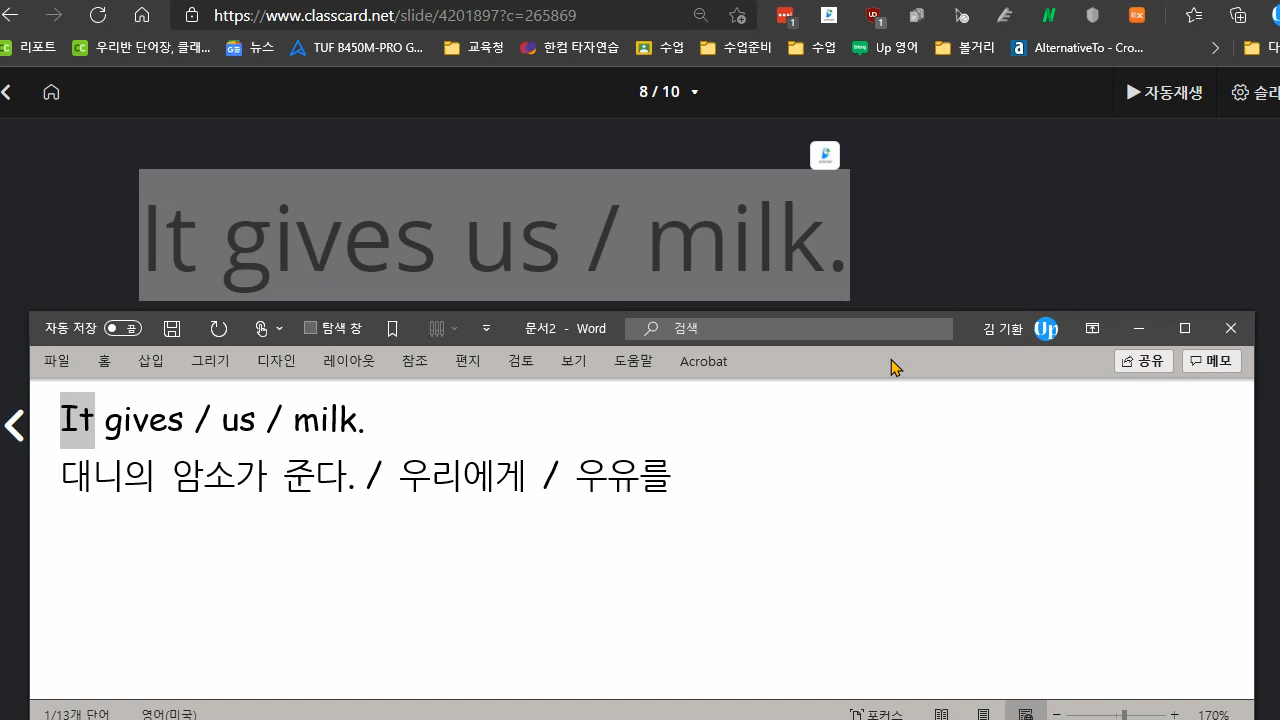 https://www.classcard.net/slide/4201897?c=265869
리포트 우리반 단어장, 클래... 뉴스 TUF B450M-PRO G... 교육청 한컴 타자연습 수업 수업준비 수업 Up 영어 볼거리 AlternativeTo - Cro...
8 / 10 자동재생 슬라
It gives us / milk.
자동 저장 끔 탐색 창 문서2 - Word 검색 김 기환 Up
파일 홈 삽입 그리기 디자인 레이아웃 참조 편지 검토 보기 도움말 Acrobat 공유 메모
It gives / us / milk.
대니의 암소가 준다. / 우리에게 / 우유를
1/13개 단어 영어(미국) 포커스 170%